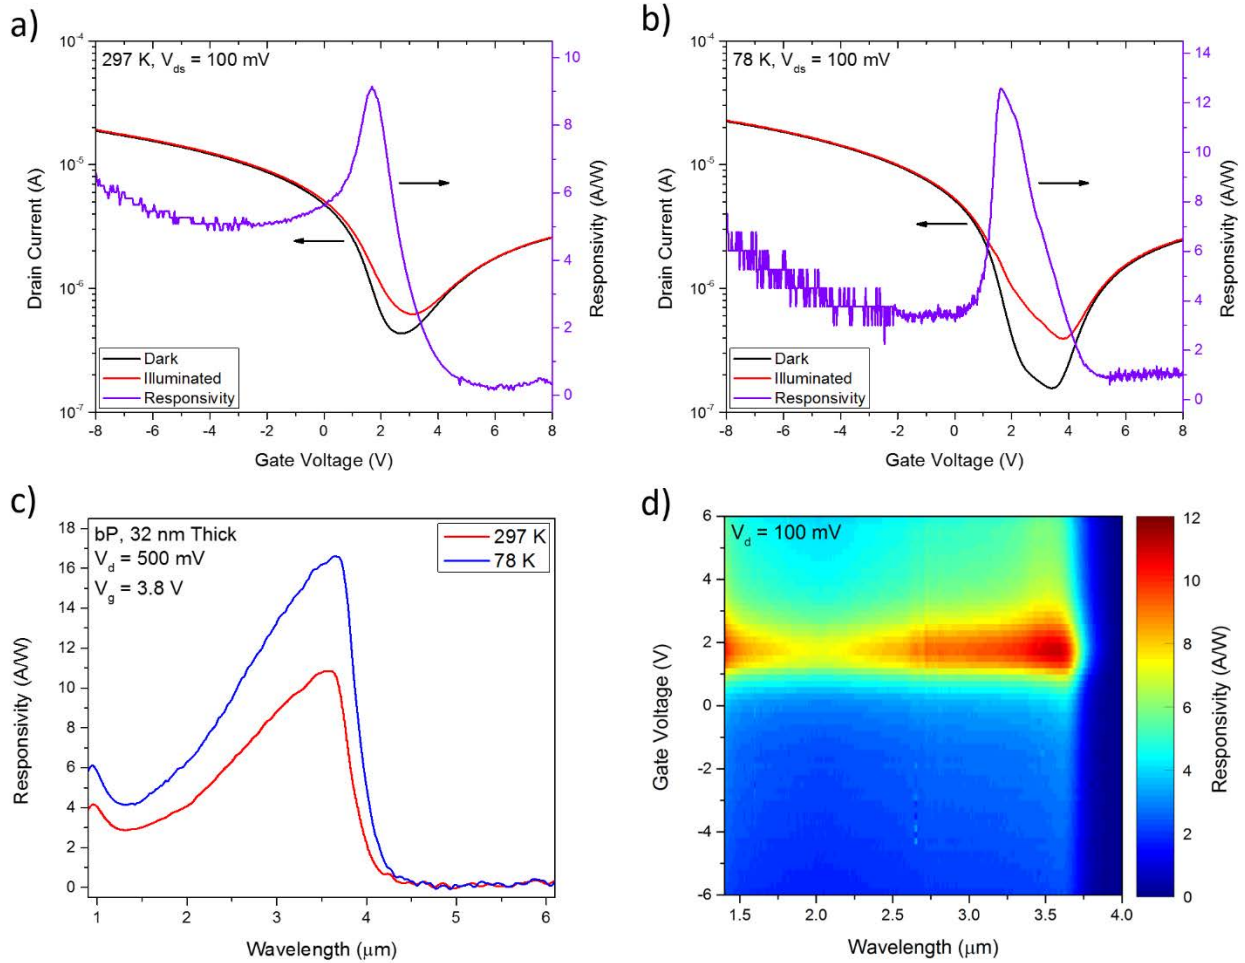 a)
297 K, Vds = 100 mV
10⁻⁴
10⁻⁵
10⁻⁶
10⁻⁷
Drain Current (A)
10
8
6
4
2
0
Responsivity (A/W)
Dark
Illuminated
Responsivity
-8 -6 -4 -2 0 2 4 6 8
Gate Voltage (V)
b)
78 K, Vds = 100 mV
10⁻⁴
10⁻⁵
10⁻⁶
10⁻⁷
Drain Current (A)
14
12
10
8
6
4
2
0
Responsivity (A/W)
Dark
Illuminated
Responsivity
-8 -6 -4 -2 0 2 4 6 8
Gate Voltage (V)
c)
bP, 32 nm Thick
Vd = 500 mV
Vg = 3.8 V
297 K
78 K
18
16
14
12
10
8
6
4
2
0
Responsivity (A/W)
1 2 3 4 5 6
Wavelength (μm)
d)
Vd = 100 mV
6
4
2
0
-2
-4
-6
Gate Voltage (V)
1.5 2.0 2.5 3.0 3.5 4.0
Wavelength (μm)
12
10
8
6
4
2
0
Responsivity (A/W)